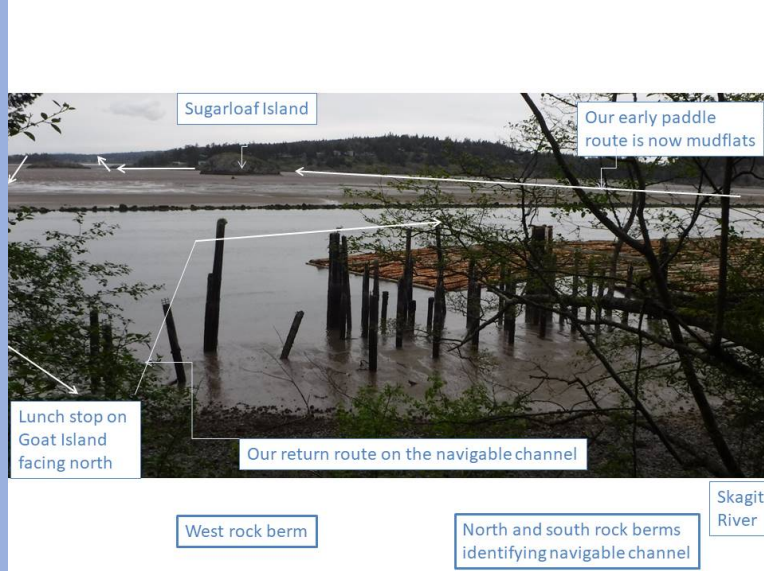 Sugarloaf Island
Our early paddle
route is now mudflats
Lunch stop on
Goat Island
facing north
Our return route on the navigable channel
Skagit
River
West rock berm
North and south rock berms
identifying navigable channel